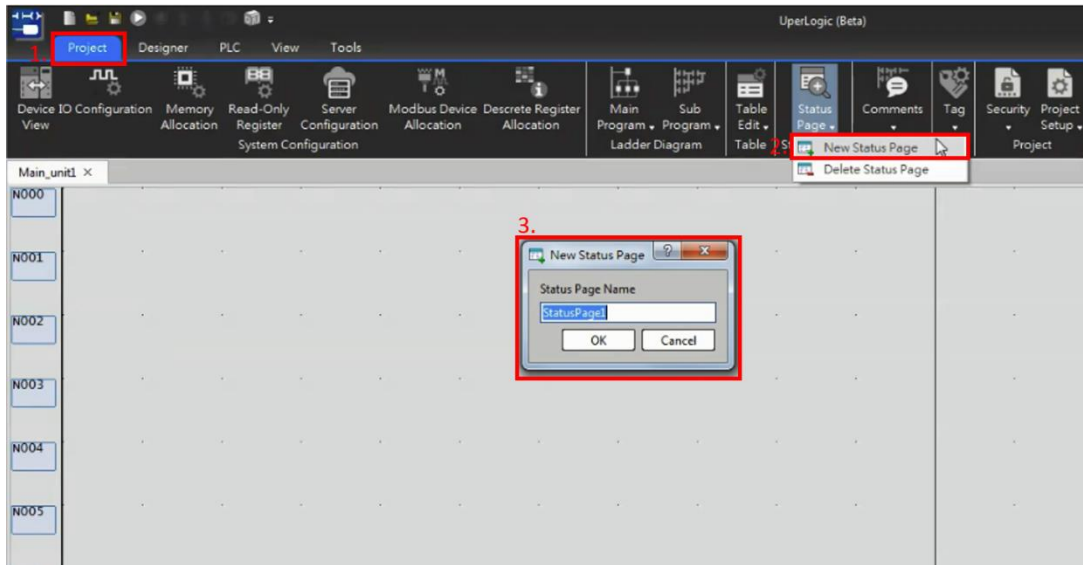 UperLogic (Beta)
1. Project Designer PLC View Tools
Device View
IO Configuration
Memory Allocation
Read-Only Register
Server Configuration
Modbus Device Allocation
Descrete Register Allocation
System Configuration
Main Program
Sub Program
Ladder Diagram
Table Edit
Table
Status Page
Comments
Tag
Security
Project Setup
Project
2. New Status Page
Delete Status Page
Main_unit1 ×
N000
3.
New Status Page
N001
Status Page Name
StatusPage1
OK Cancel
N002
N003
N004
N005